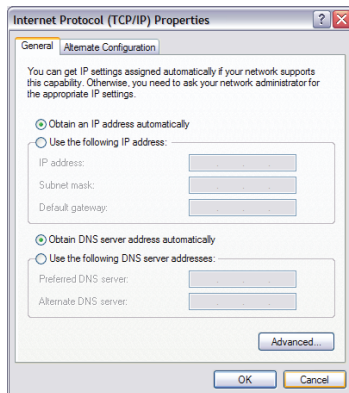 Internet Protocol (TCP/IP) Properties
General
Alternate Configuration
You can get IP settings assigned automatically if your network supports
this capability. Otherwise, you need to ask your network administrator for
the appropriate IP settings.
Obtain an IP address automatically
Use the following IP address:
IP address:
Subnet mask:
Default gateway:
Obtain DNS server address automatically
Use the following DNS server addresses:
Preferred DNS server:
Alternate DNS server:
Advanced...
OK
Cancel